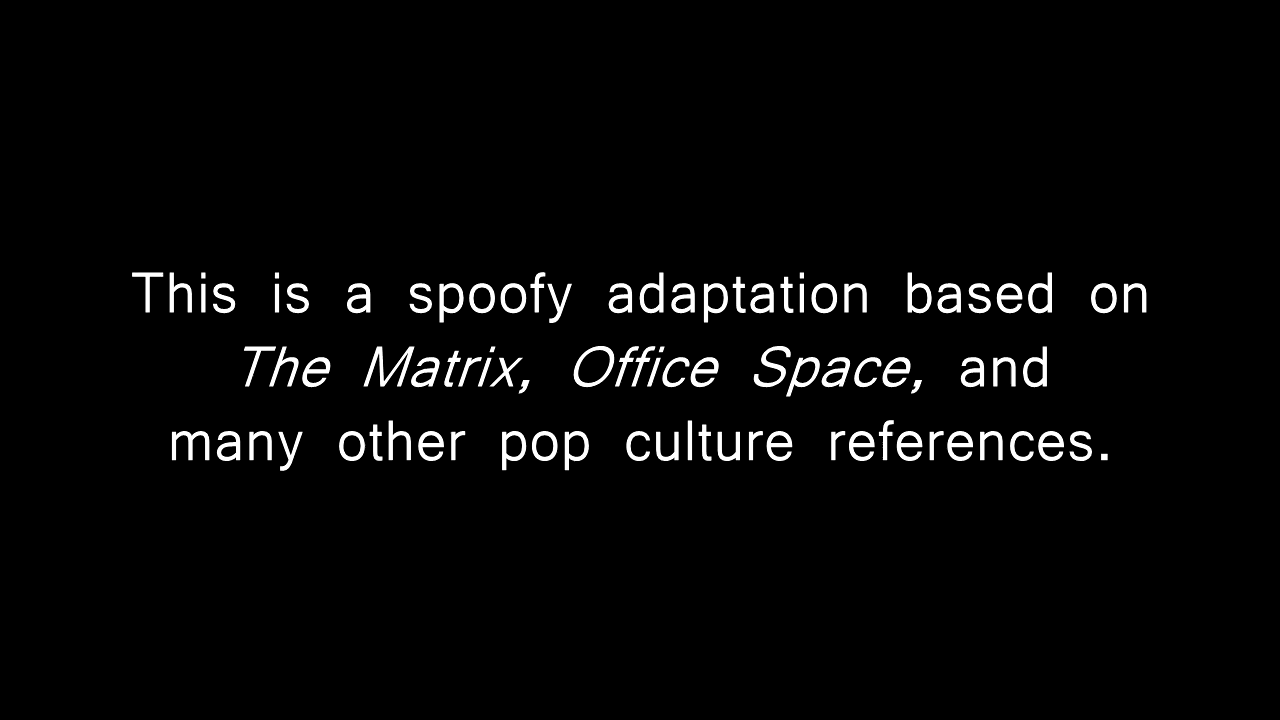 This is a spoofy adaptation based on
The Matrix, Office Space, and
many other pop culture references.